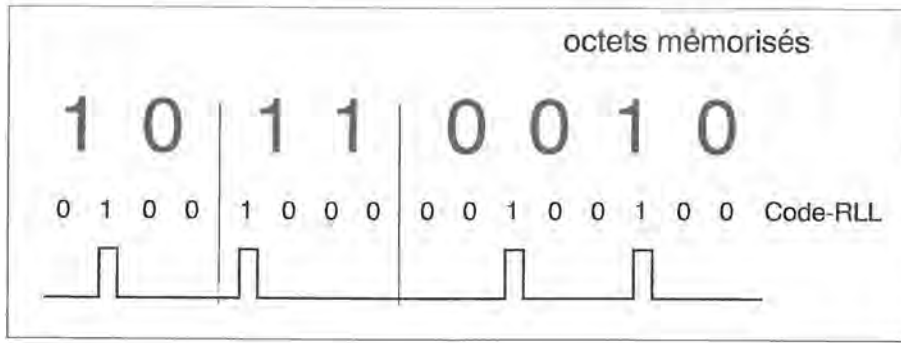 octets mémorisés
1 0 1 1 0 0 1 0
0 1 0 0 1 0 0 0 0 0 1 0 0 1 0 0 Code-RLL